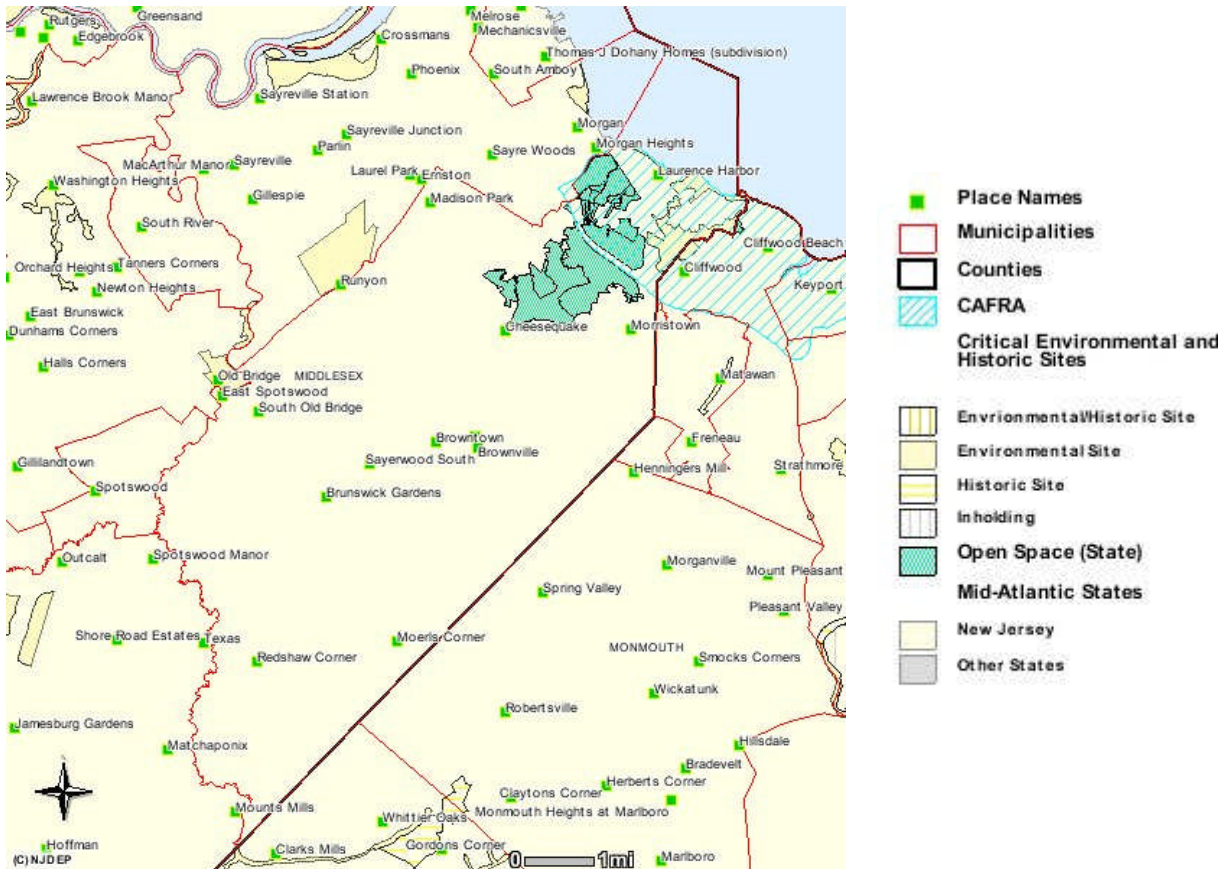 Greensand
Melrose
Rutgers
Mechanicsville
Edgebrook
Crossmans
Thomas J Dohany Homes (subdivision)
Phoenix
South Amboy
Lawrence Brook Manor
Sayreville Station
Morgan
Sayreville Junction
Morgan Heights
Parlin
Sayre Woods
MacArthur Manor
Sayreville
Laurel Park
Ernston
Laurence Harbor
Washington Heights
Gillespie
Madison Park
South River
Cliffwood Beach
Orchard Heights
Tanners Corners
Cliffwood
Runyon
Keyport
Newton Heights
East Brunswick
Dunhams Corners
Cheesequake
Morristown
Halls Corners
Old Bridge
MIDDLESEX
Matawan
East Spotswood
South Old Bridge
Browntown
Freneau
Brownville
Gillilandtown
Sayerwood South
Henningers Mill
Strathmore
Spotswood
Brunswick Gardens
Outcalt
Spotswood Manor
Morganville
Mount Pleasant
Spring Valley
Pleasant Valley
Shore Road Estates
Texas
Moerls Corner
MONMOUTH
Redshaw Corner
Smocks Corners
Wickatunk
Robertsville
Jamesburg Gardens
Matchaponix
Hillsdale
Bradevelt
Herberts Corner
Claytons Corner
Mounts Mills
Monmouth Heights at Marlboro
Whittier Oaks
Hoffman
Clarks Mills
Gordons Corner
Marlboro
(C) NJDEP
0 1mi
Place Names
Municipalities
Counties
CAFRA
Critical Environmental and
Historic Sites
Envrionmental/Historic Site
Environmental Site
Historic Site
Inholding
Open Space (State)
Mid-Atlantic States
New Jersey
Other States